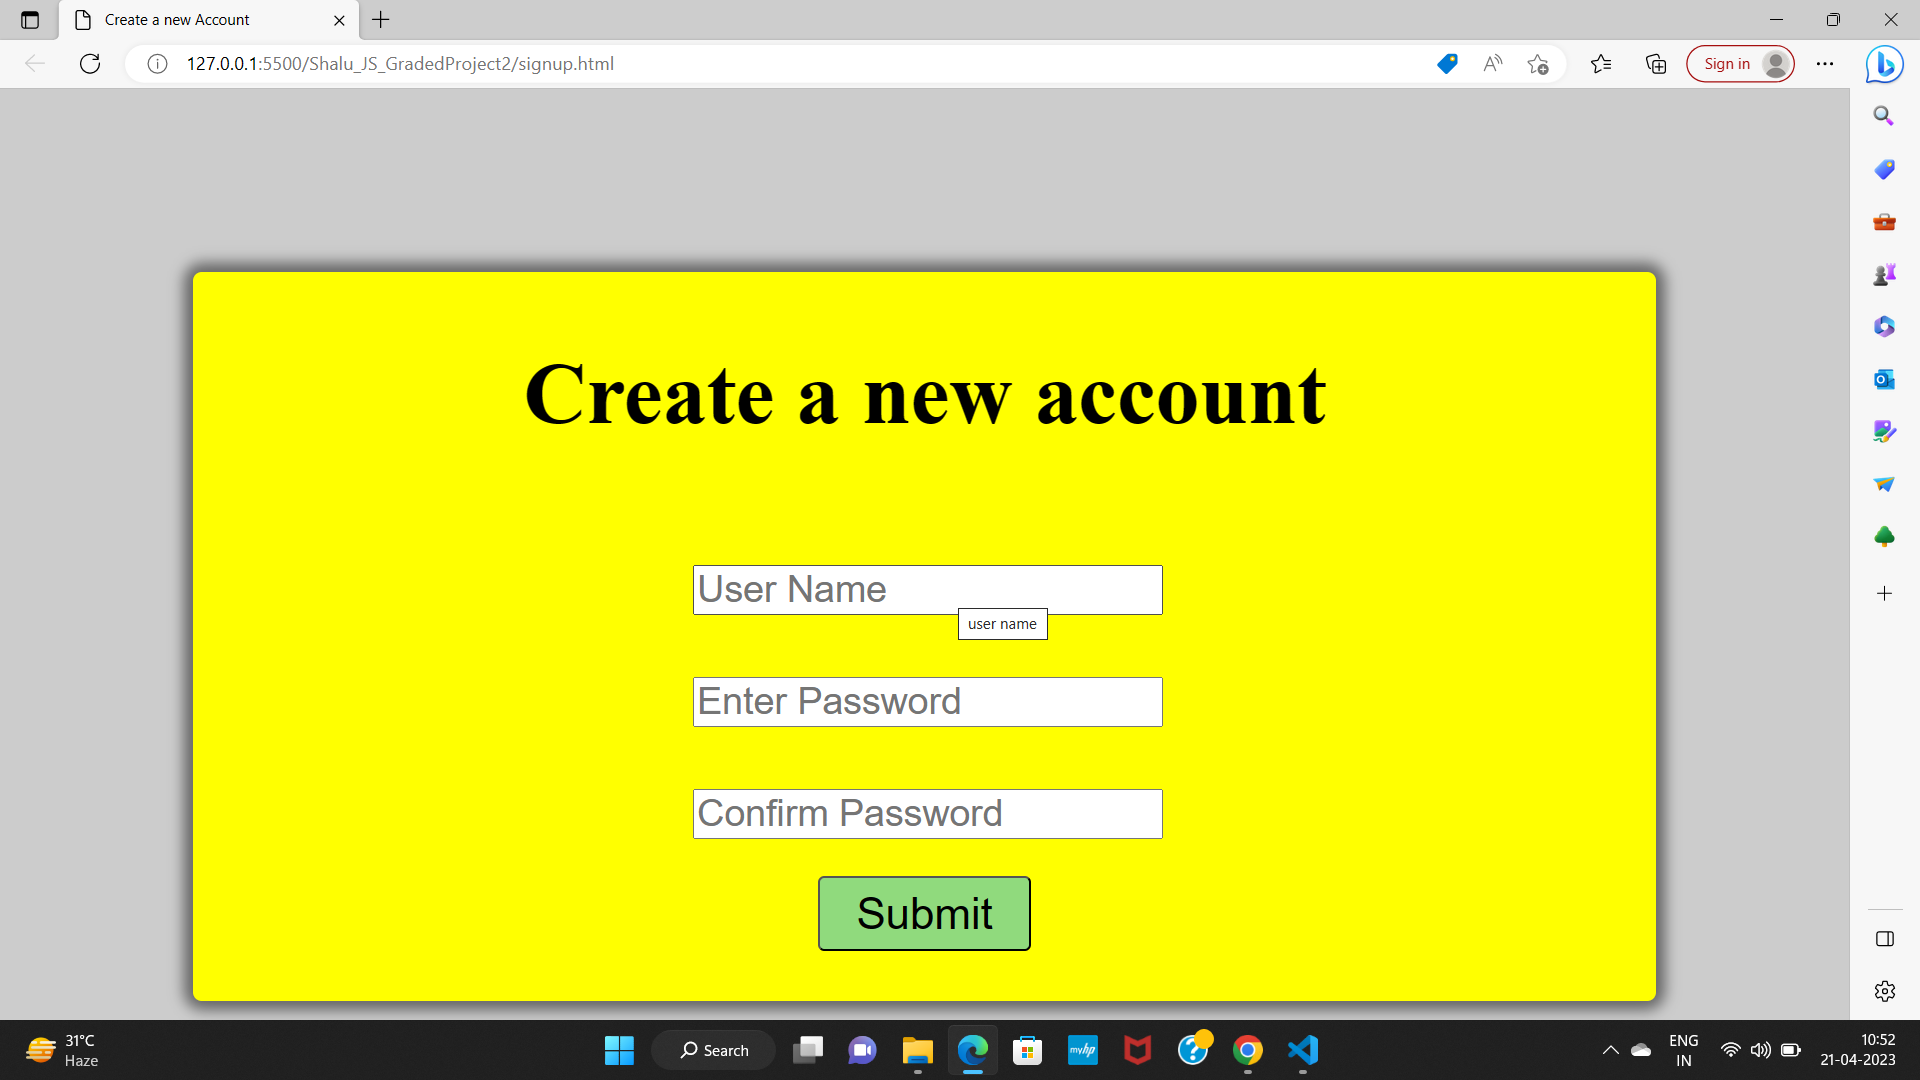 Create a new Account
127.0.0.1:5500/Shalu_JS_GradedProject2/signup.html
Sign in
Create a new account
User Name
user name
Enter Password
Confirm Password
Submit
31°C
Haze
Search
myhp
ENG
IN
10:52
21-04-2023